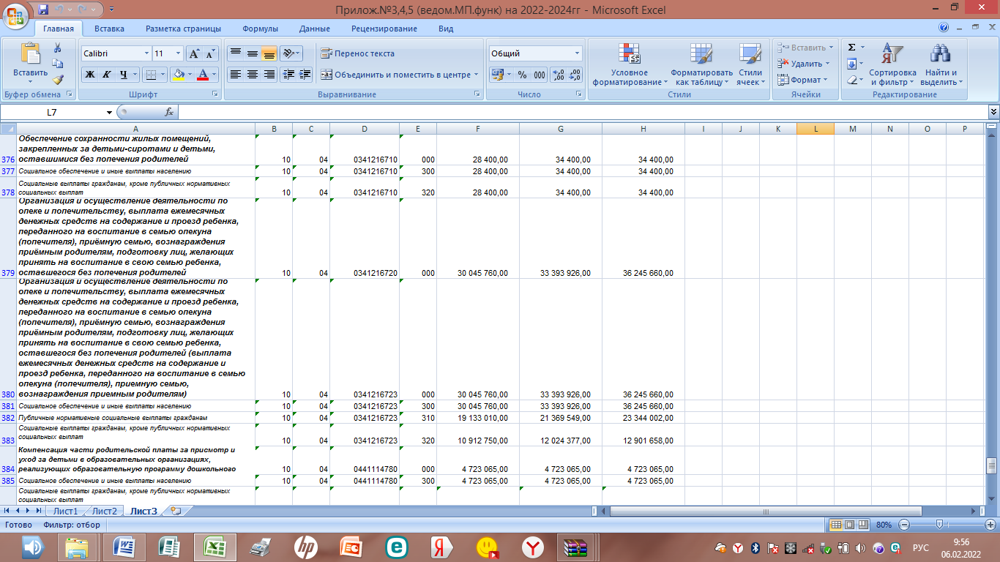 Прилож.№3,4,5 (ведом.МП.функ) на 2022-2024гг - Microsoft Excel
Главная Вставка Разметка страницы Формулы Данные Рецензирование Вид
Calibri 11 Перенос текста Общий Вставить Σ
Вставить Удалить
Ж К Ч А Объединить и поместить в центре % 000 Условное форматирование Форматировать как таблицу Стили ячеек Формат Сортировка и фильтр Найти и выделить
Буфер обмена Шрифт Выравнивание Число Стили Ячейки Редактирование
L7 fx
A B C D E F G H I J K L M N O P
Обеспечение сохранности жилых помещений,
закрепленных за детьми-сиротами и детьми,
376 оставшимися без попечения родителей 10 04 0341216710 000 28 400,00 34 400,00 34 400,00
377 Социальное обеспечение и иные выплаты населению 10 04 0341216710 300 28 400,00 34 400,00 34 400,00
Социальные выплаты гражданам, кроме публичных нормативных
378 социальных выплат 10 04 0341216710 320 28 400,00 34 400,00 34 400,00
Организация и осуществление деятельности по
опеке и попечительству, выплата ежемесячных
денежных средств на содержание и проезд ребенка,
переданного на воспитание в семью опекуна
(попечителя), приёмную семью, вознаграждения
приёмным родителям, подготовку лиц, желающих
принять на воспитание в свою семью ребенка,
379 оставшегося без попечения родителей 10 04 0341216720 000 30 045 760,00 33 393 926,00 36 245 660,00
Организация и осуществление деятельности по
опеке и попечительству, выплата ежемесячных
денежных средств на содержание и проезд ребенка,
переданного на воспитание в семью опекуна
(попечителя), приёмную семью, вознаграждения
приёмным родителям, подготовку лиц, желающих
принять на воспитание в свою семью ребенка,
оставшегося без попечения родителей (выплата
ежемесячных денежных средств на содержание и
проезд ребенка, переданного на воспитание в семью
опекуна (попечителя), приемную семью,
380 вознаграждения приемным родителям) 10 04 0341216723 000 30 045 760,00 33 393 926,00 36 245 660,00
381 Социальное обеспечение и иные выплаты населению 10 04 0341216723 300 30 045 760,00 33 393 926,00 36 245 660,00
382 Публичные нормативные социальные выплаты гражданам 10 04 0341216723 310 19 133 010,00 21 369 549,00 23 344 002,00
Социальные выплаты гражданам, кроме публичных нормативных
социальных выплат
383 10 04 0341216723 320 10 912 750,00 12 024 377,00 12 901 658,00
Компенсация части родительской платы за присмотр и
уход за детьми в образовательных организациях,
384 реализующих образовательную программу дошкольного 10 04 0441114780 000 4 723 065,00 4 723 065,00 4 723 065,00
385 Социальное обеспечение и иные выплаты населению 10 04 0441114780 300 4 723 065,00 4 723 065,00 4 723 065,00
Социальные выплаты гражданам, кроме публичных нормативных
социальных выплат
Лист1 Лист2 Лист3
Готово Фильтр: отбор 80%
РУС 9:56
06.02.2022